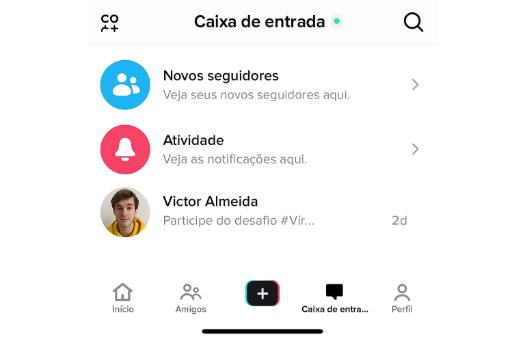 Caixa de entrada
Novos seguidores
Veja seus novos seguidores aqui.
Atividade
Veja as notificações aqui.
Victor Almeida
Participe do desafio #Vír...
2d
Início
Amigos
Caixa de entra...
Perfil